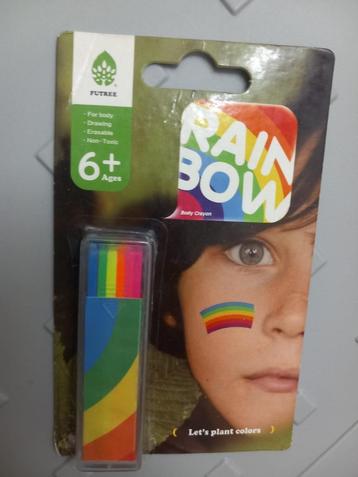 FUTREE
· For body
· Drawing
· Erasable
· Non-Toxic
6+
Ages
RAIN
BOW
Body Crayon
( Let's plant colors )